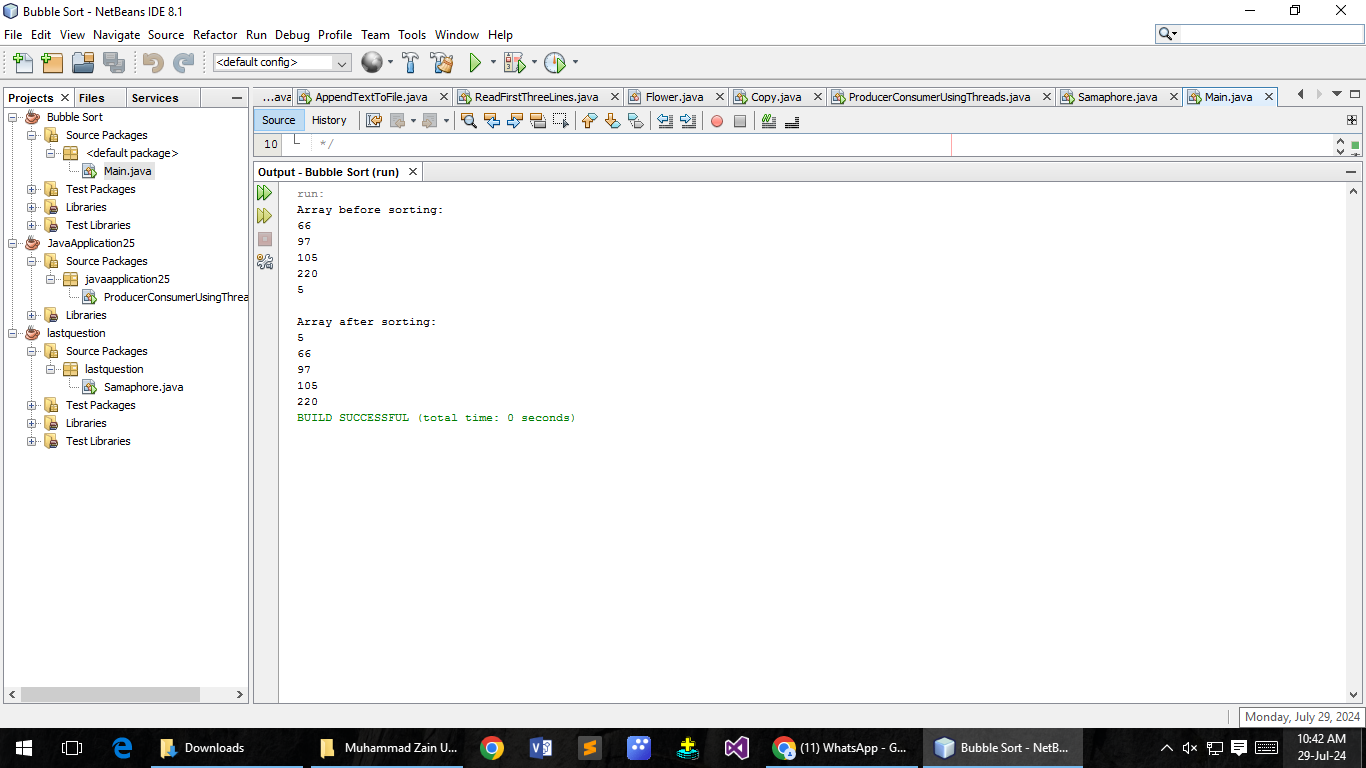 Bubble Sort - NetBeans IDE 8.1
File Edit View Navigate Source Refactor Run Debug Profile Team Tools Window Help
<default config>
Projects Files Services
Bubble Sort
Source Packages
<default package>
Main.java
Test Packages
Libraries
Test Libraries
JavaApplication25
Source Packages
javaapplication25
ProducerConsumerUsingThrea
Libraries
lastquestion
Source Packages
lastquestion
Samaphore.java
Test Packages
Libraries
Test Libraries
...ava AppendTextToFile.java ReadFirstThreeLines.java Flower.java Copy.java ProducerConsumerUsingThreads.java Samaphore.java Main.java
Source History
10 */
Output - Bubble Sort (run)
run:
Array before sorting:
66
97
105
220
5
Array after sorting:
5
66
97
105
220
BUILD SUCCESSFUL (total time: 0 seconds)
Monday, July 29, 2024
Downloads Muhammad Zain U... (11) WhatsApp - G... Bubble Sort - NetB...
10:42 AM
29-Jul-24